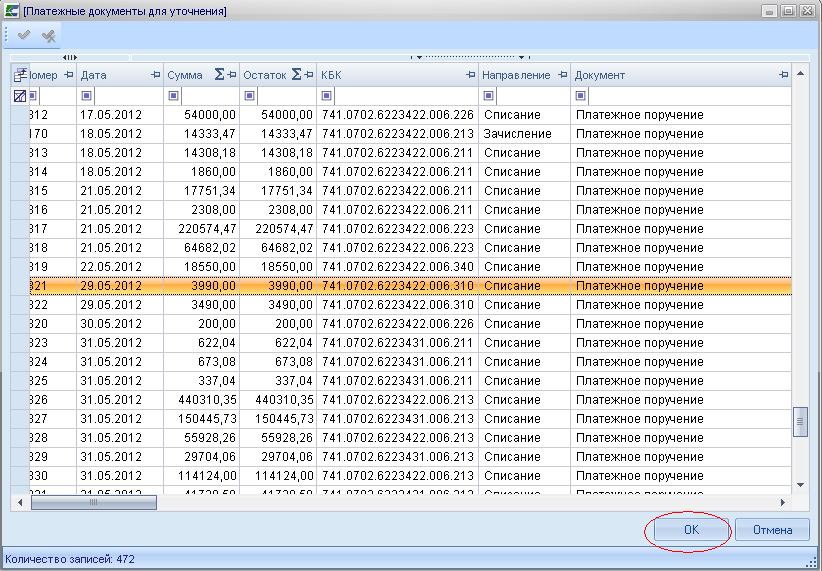 [Платежные документы для уточнения]
Номер Дата Сумма Σ Остаток Σ КБК Направление Документ
312 17.05.2012 54000,00 54000,00 741.0702.6223422.006.226 Списание Платежное поручение
170 18.05.2012 14333,47 14333,47 741.0702.6223422.006.213 Зачисление Платежное поручение
313 18.05.2012 14308,18 14308,18 741.0702.6223422.006.211 Списание Платежное поручение
314 18.05.2012 1860,00 1860,00 741.0702.6223422.006.211 Списание Платежное поручение
315 21.05.2012 17751,34 17751,34 741.0702.6223422.006.211 Списание Платежное поручение
316 21.05.2012 2308,00 2308,00 741.0702.6223422.006.211 Списание Платежное поручение
317 21.05.2012 220574,47 220574,47 741.0702.6223422.006.223 Списание Платежное поручение
318 21.05.2012 64682,02 64682,02 741.0702.6223422.006.223 Списание Платежное поручение
319 22.05.2012 18550,00 18550,00 741.0702.6223422.006.340 Списание Платежное поручение
321 29.05.2012 3990,00 3990,00 741.0702.6223422.006.310 Списание Платежное поручение
322 29.05.2012 3490,00 3490,00 741.0702.6223422.006.310 Списание Платежное поручение
320 30.05.2012 200,00 200,00 741.0702.6223422.006.226 Списание Платежное поручение
323 31.05.2012 622,04 622,04 741.0702.6223431.006.211 Списание Платежное поручение
324 31.05.2012 673,08 673,08 741.0702.6223431.006.211 Списание Платежное поручение
325 31.05.2012 337,04 337,04 741.0702.6223431.006.211 Списание Платежное поручение
326 31.05.2012 440310,35 440310,35 741.0702.6223422.006.213 Списание Платежное поручение
327 31.05.2012 150445,73 150445,73 741.0702.6223431.006.213 Списание Платежное поручение
328 31.05.2012 55928,26 55928,26 741.0702.6223422.006.213 Списание Платежное поручение
329 31.05.2012 29704,06 29704,06 741.0702.6223431.006.213 Списание Платежное поручение
330 31.05.2012 114124,00 114124,00 741.0702.6223422.006.213 Списание Платежное поручение
OK Отмена
Количество записей: 472